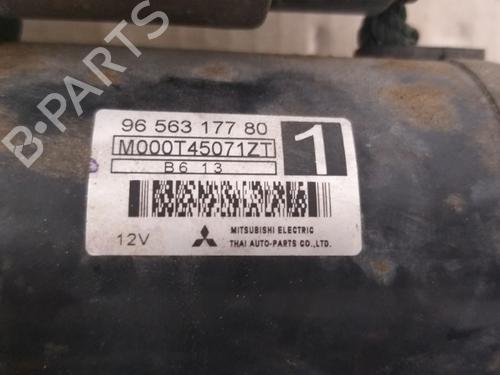 96 563 177 80
1
M000T45071ZT
B6 13
12V
MITSUBISHI ELECTRIC
THAI AUTO-PARTS CO.,LTD.
B-PARTS